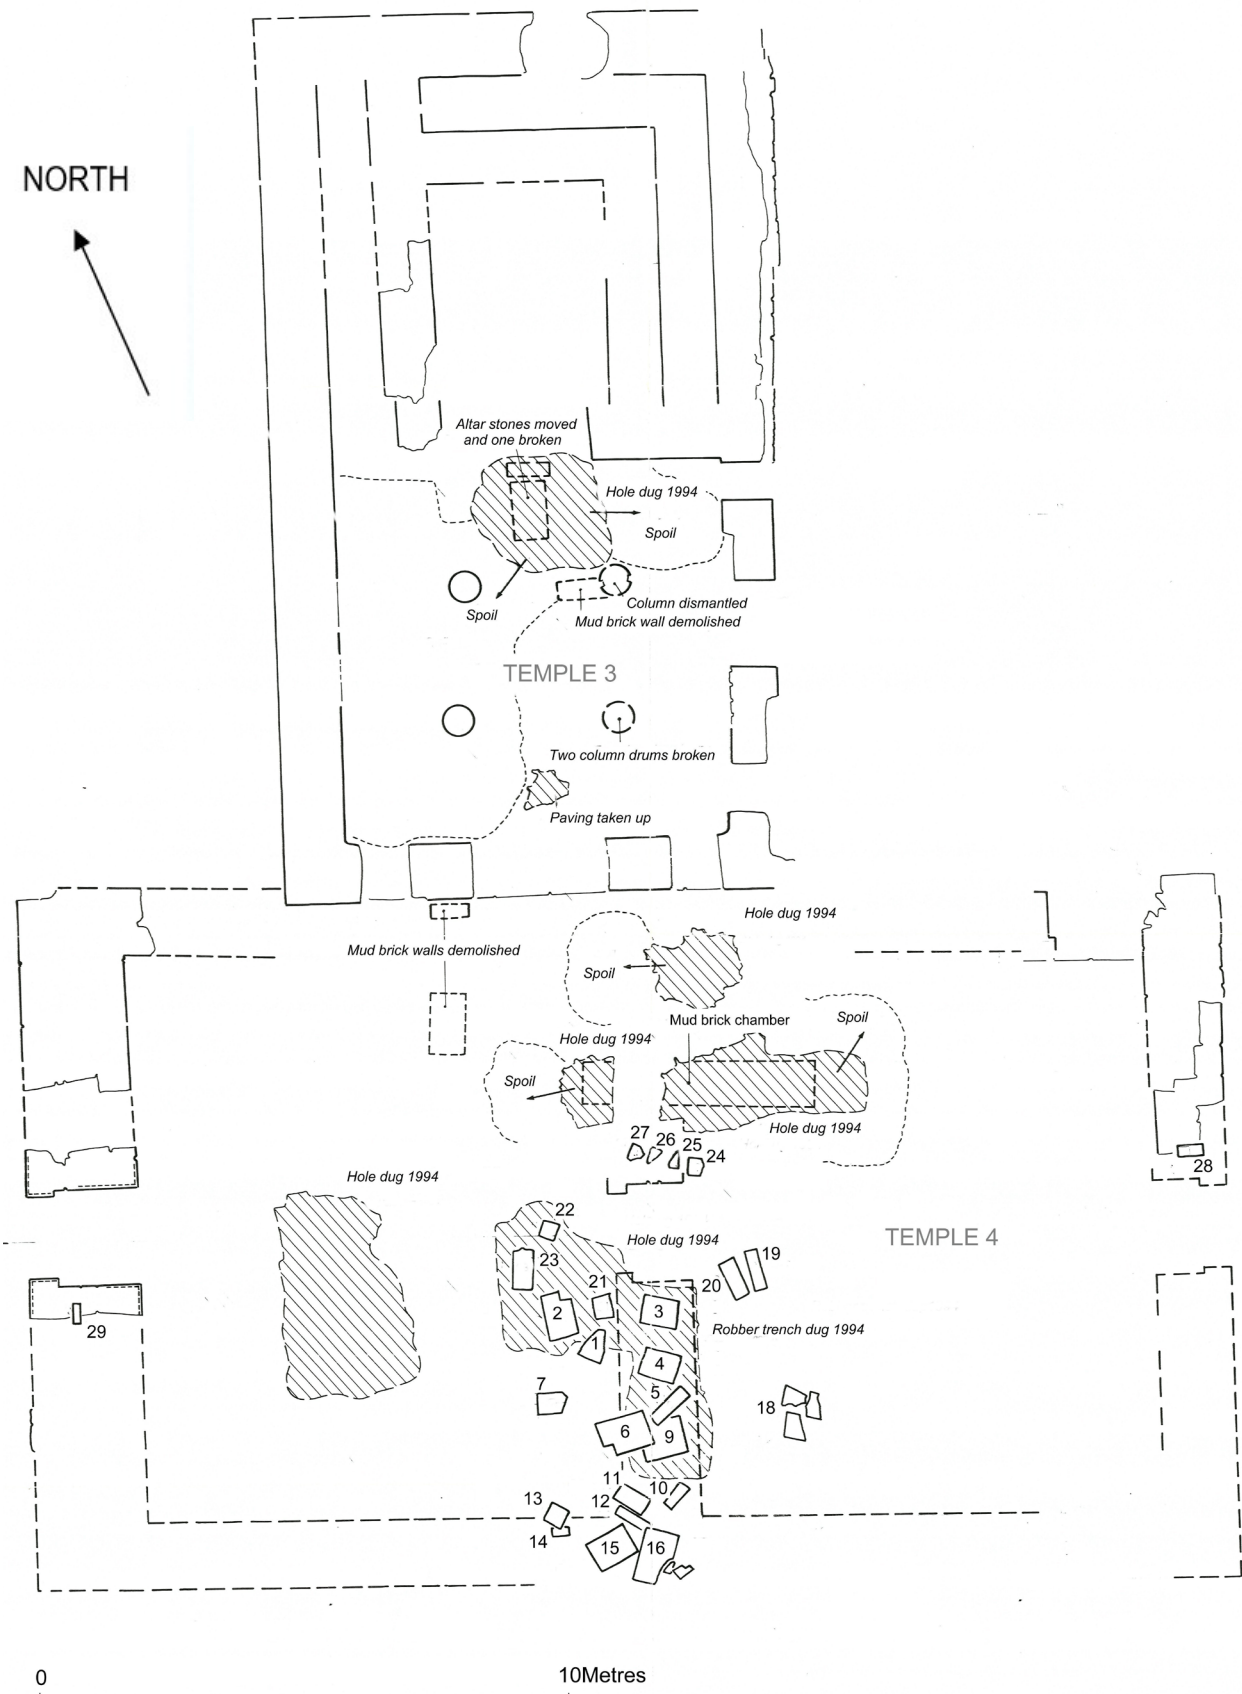 NORTH
Altar stones moved
and one broken
Hole dug 1994
Spoil
Spoil
Column dismantled
Mud brick wall demolished
TEMPLE 3
Two column drums broken
Paving taken up
Hole dug 1994
Mud brick walls demolished
Spoil
Mud brick chamber
Spoil
Hole dug 1994
Spoil
Hole dug 1994
27
26
25
24
28
Hole dug 1994
22
Hole dug 1994
TEMPLE 4
23
19
20
21
2
3
29
1
Robber trench dug 1994
4
7
5
18
6
9
11
10
13
12
14
15
16
0
10Metres